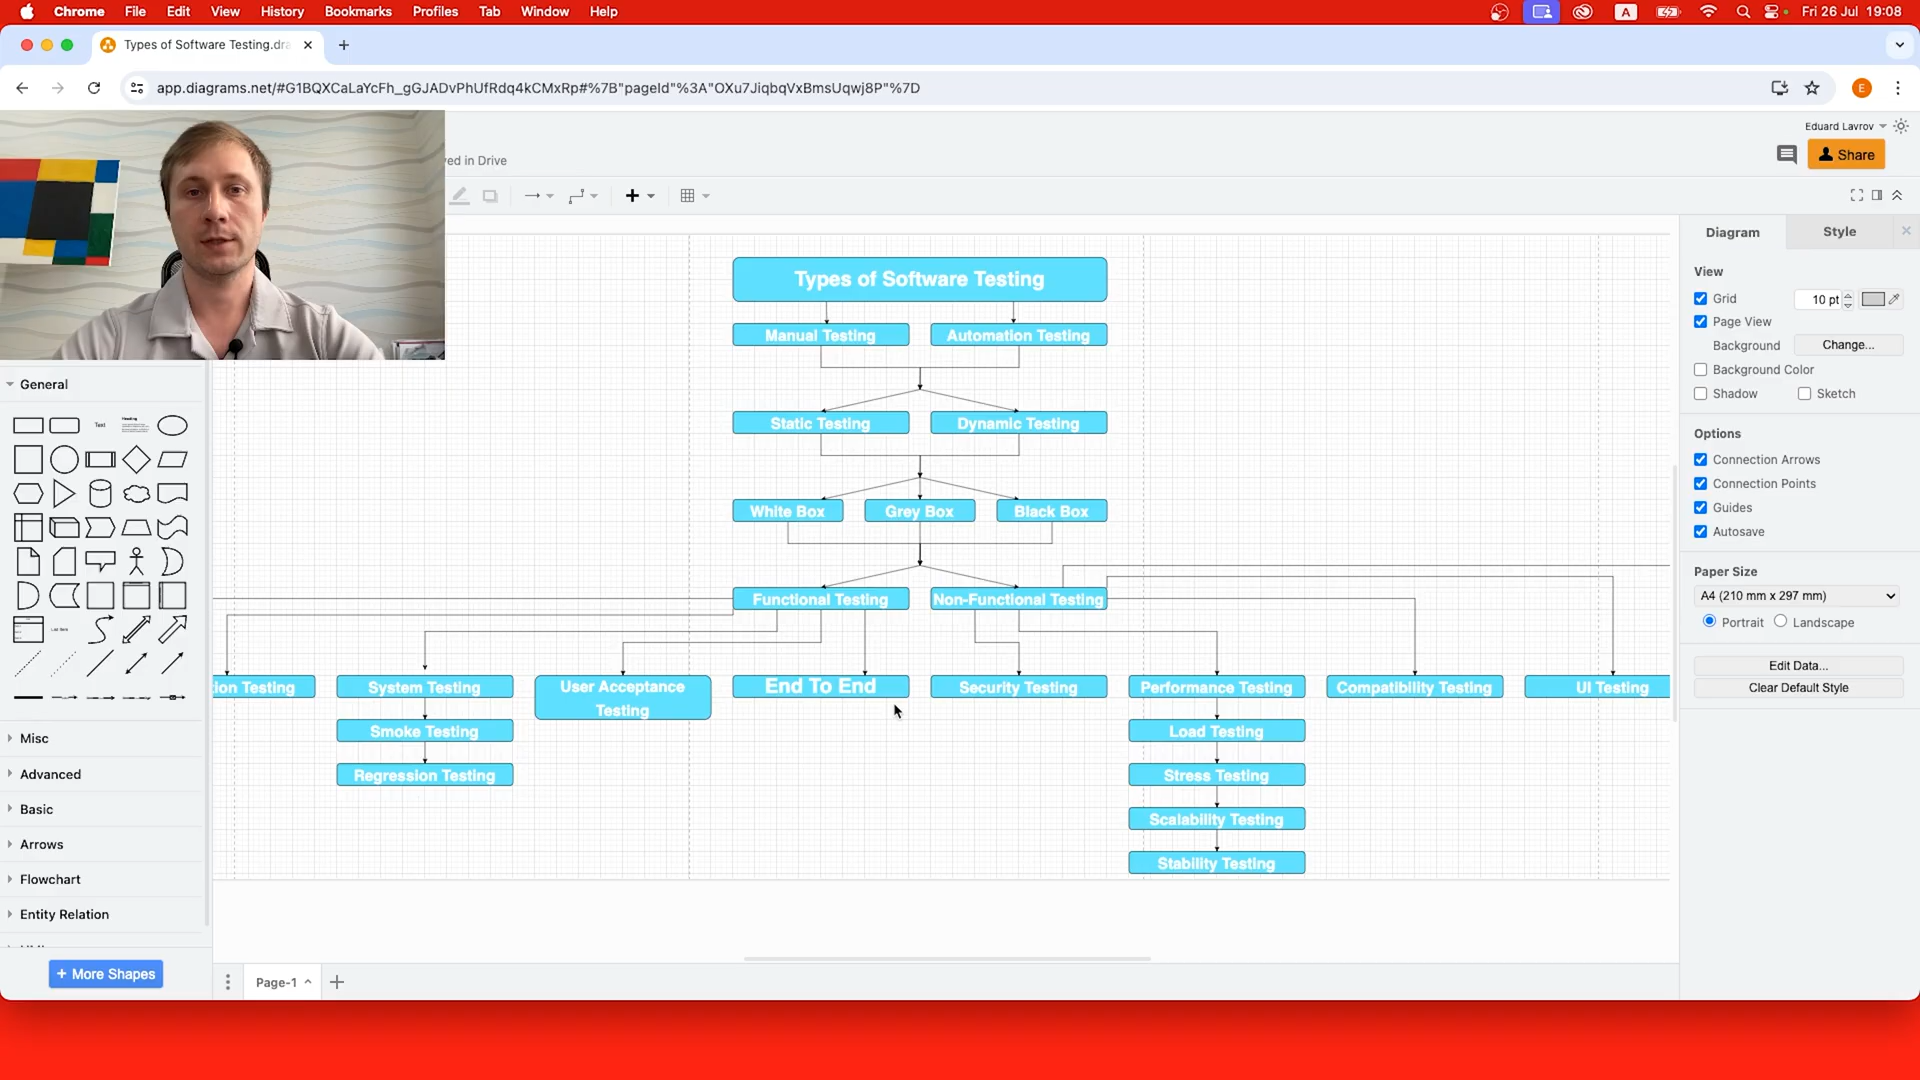 Chrome File Edit View History Bookmarks Profiles Tab Window Help
A
Fri 26 Jul 19:08
Types of Software Testing.dra
app.diagrams.net/#G1BQXCaLaYcFh_gGJADvPhUfRdq4kCMxRp#%7B"pageId"%3A"OXu7JiqbqVxBmsUqwj8P"%7D
E
Eduard Lavrov
ved in Drive
Share
Diagram
Style
View
Grid
10 pt
Page View
Background
Change...
Background Color
Shadow
Sketch
Options
Connection Arrows
Connection Points
Guides
Autosave
Paper Size
A4 (210 mm x 297 mm)
Portrait
Landscape
Edit Data...
Clear Default Style
General
Text
Heading
Misc
Advanced
Basic
Arrows
Flowchart
Entity Relation
+ More Shapes
Types of Software Testing
Manual Testing
Automation Testing
Static Testing
Dynamic Testing
White Box
Grey Box
Black Box
Functional Testing
Non-Functional Testing
ion Testing
System Testing
User Acceptance
Testing
End To End
Security Testing
Performance Testing
Compatibility Testing
UI Testing
Smoke Testing
Load Testing
Regression Testing
Stress Testing
Scalability Testing
Stability Testing
Page-1